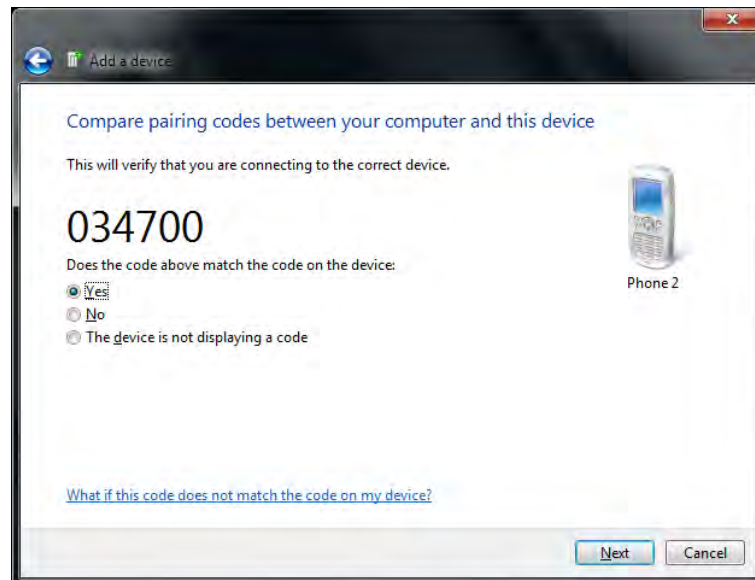 Add a device
Compare pairing codes between your computer and this device
This will verify that you are connecting to the correct device.
034700
Does the code above match the code on the device:
Yes
Phone 2
No
The device is not displaying a code
What if this code does not match the code on my device?
Next Cancel